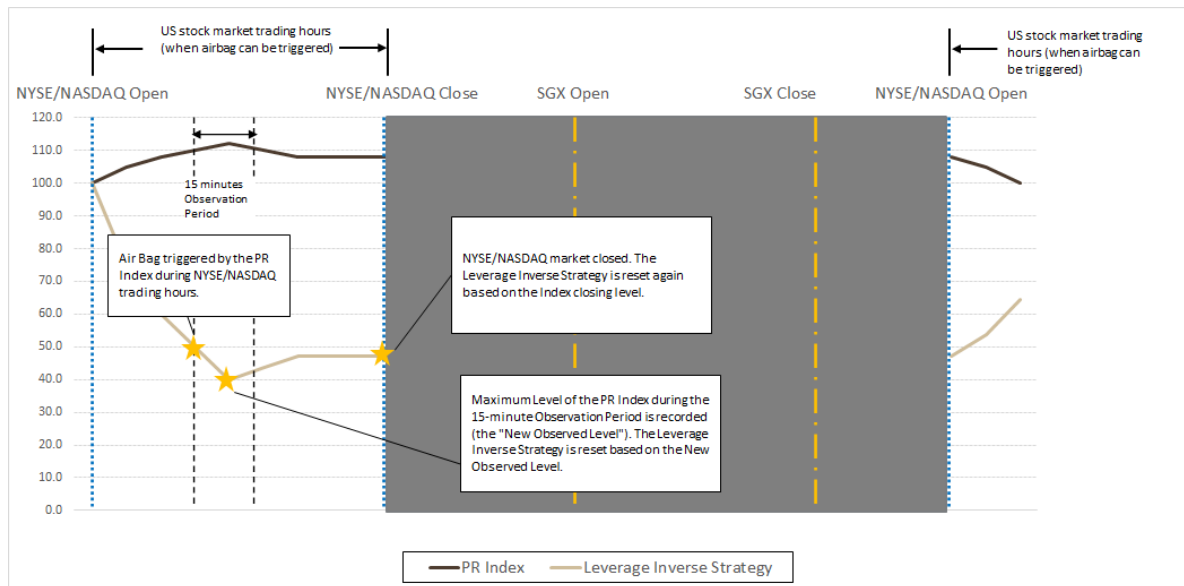 US stock market trading hours
(when airbag can be triggered)
US stock market trading
hours (when airbag can
be triggered)
NYSE/NASDAQ Open
NYSE/NASDAQ Close
SGX Open
SGX Close
NYSE/NASDAQ Open
120.0
110.0
100.0
90.0
80.0
70.0
60.0
50.0
40.0
30.0
20.0
10.0
0.0
15 minutes
Observation
Period
Air Bag triggered by the PR
Index during NYSE/NASDAQ
trading hours.
NYSE/NASDAQ market closed. The
Leverage Inverse Strategy is reset again
based on the Index closing level.
Maximum Level of the PR Index during the
15-minute Observation Period is recorded
(the "New Observed Level"). The Leverage
Inverse Strategy is reset based on the New
Observed Level.
PR Index
Leverage Inverse Strategy